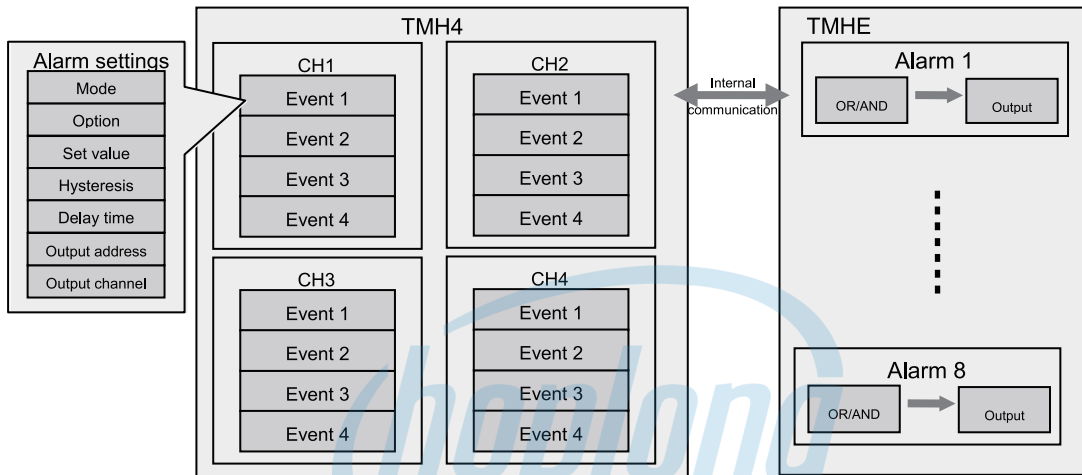 Alarm settings
Mode
Option
Set value
Hysteresis
Delay time
Output address
Output channel
TMH4
CH1
Event 1
Event 2
Event 3
Event 4
CH2
Event 1
Event 2
Event 3
Event 4
CH3
Event 1
Event 2
Event 3
Event 4
CH4
Event 1
Event 2
Event 3
Event 4
Internal
communication
TMHE
Alarm 1
OR/AND
Output
Alarm 8
OR/AND
Output
hoplong